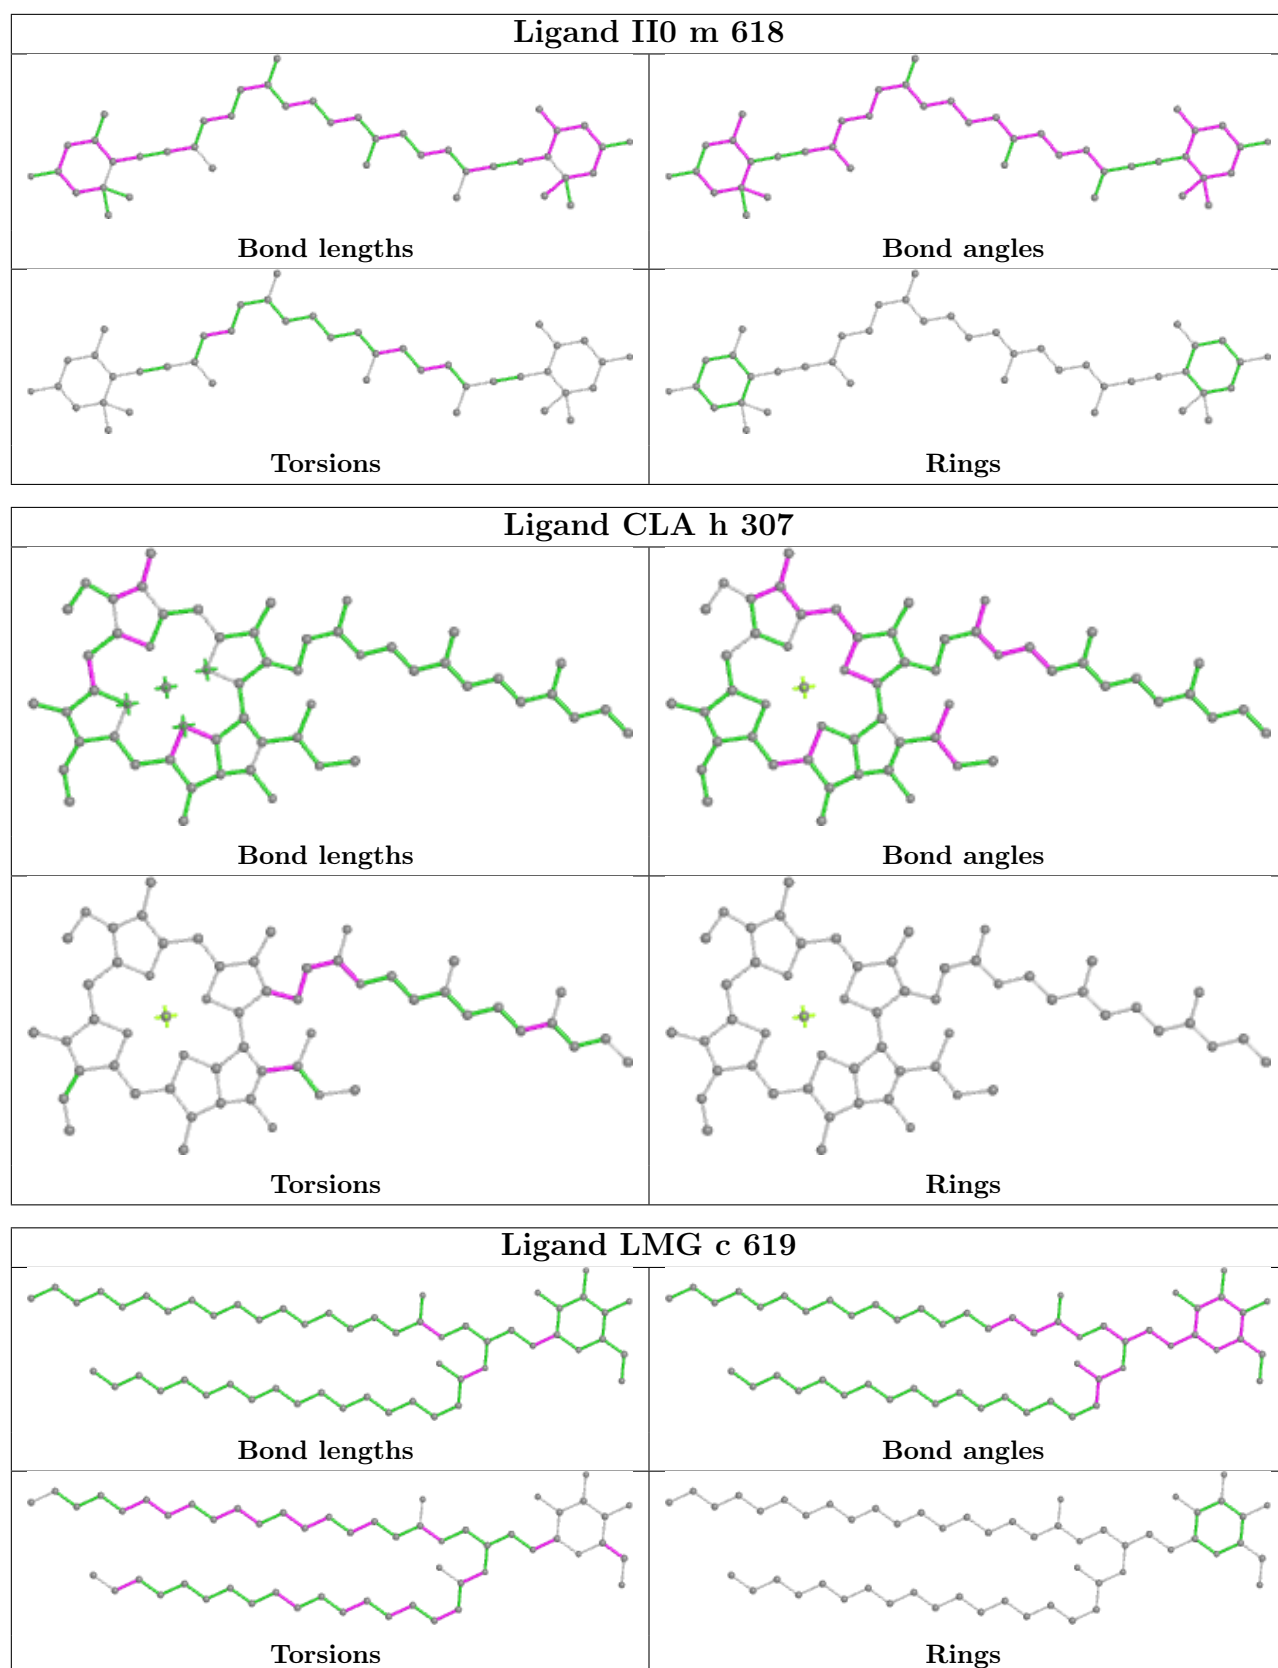 Ligand II0 m 618
Bond lengths
Bond angles
Torsions
Rings
Ligand CLA h 307
Bond lengths
Bond angles
Torsions
Rings
Ligand LMG c 619
Bond lengths
Bond angles
Torsions
Rings